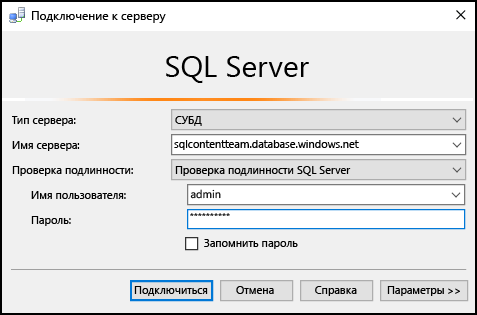 Подключение к серверу
SQL Server
Тип сервера: СУБД
Имя сервера: sqlcontentteam.database.windows.net
Проверка подлинности: Проверка подлинности SQL Server
Имя пользователя: admin
Пароль: **********
Запомнить пароль
Подключиться Отмена Справка Параметры >>